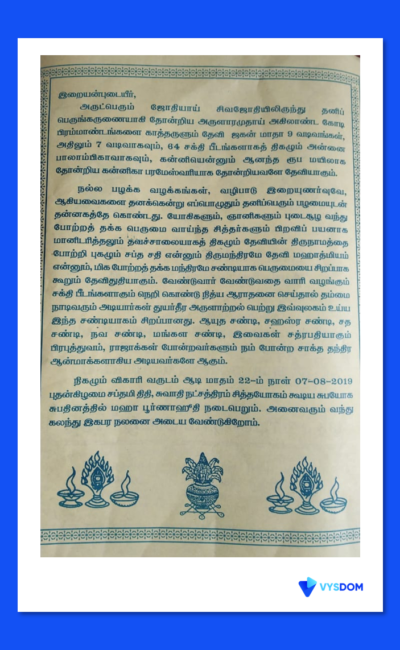 இறையன்புடையீர்,
அருட்பெரும் ஜோதியாய் சிவஜோதியிலிருந்து தனிப்
பெருங்கருணையாகி தோன்றிய அருளாரமுதாய் அகிலாண்ட கோடி
பிரம்மாண்டங்களை காத்தருளும் தேவி ஜகன் மாதா 9 வடிவங்கள்,
அதிலும் 7 வடிவாகவும், 64 சக்தி பீடங்களாகத் திகழும் அன்னை
பாலாம்பிகாவாகவும், கன்னியென்னும் ஆனந்த ரூப மயிலாக
தோன்றிய கன்னிகா பரமேஸ்வரியாக தோன்றியவளே தேவியாகும்.
நல்ல பழக்க வழக்கங்கள், வழிபாடு இறையுணர்வுவே,
ஆகியவைகளை தனக்கென்று எப்பொழுதும் தனிப்பெரும் பழமையுடன்
தன்னகத்தே கொண்டது. யோகிகளும், ஞானிகளும் புடைசூழ வந்து
போற்றத் தக்க பெருமை வாய்ந்த சித்தர்கள் பிறவிப் பயனாக
மானிடரித்தலும் தவச்சாலையாகத் திகழும் தேவியின் திருநாமத்தை
போற்றி புகழும் சப்த சதி என்னும் திருமந்திரமே தேவி மஹாத்மியம்
என்னும், மிக போற்றத் தக்க மந்திரமே சண்டியாக பெருமையை சிறப்பாக
கூறும் தேவிதுதியாகும். வேண்டுவார் வேண்டுவதை வாரி வழங்கும்
சக்தி பீடங்களாகும் நெறி கொண்டு நித்ய ஆராதனை செய்தால் தம்மை
நாடிவரும் அடியார்கள் துயர்தீர அருளாற்றல் பெற்று இவ்வுலகம் உய்ய
இந்த சண்டியாகம் சிறப்பானது. ஆயுத சண்டி, சஹஸ்ர சண்டி, சத
சண்டி, நவ சண்டி, மங்கள சண்டி, இவைகள் சத்ரபதியாகும்
பிரபுத்துவம், ராஜாக்கள் போன்றவர்களும் நம் போன்ற சாக்த தந்திர
ஆன்மாக்களாகிய அடியவர்களே ஆகும்.
நிகழும் விகாரி வருடம் ஆடி மாதம் 22-ம் நாள் 07-08-2019
புதன்கிழமை சப்தமி திதி, சுவாதி நட்சத்திரம் சித்தயோகம் கூடிய சுபயோக
சுபதினத்தில் மஹா பூர்ணாஹூதி நடைபெறும். அனைவரும் வந்து
கலந்து இகபர நலனை அடைய வேண்டுகிறோம்.
VYSDOM